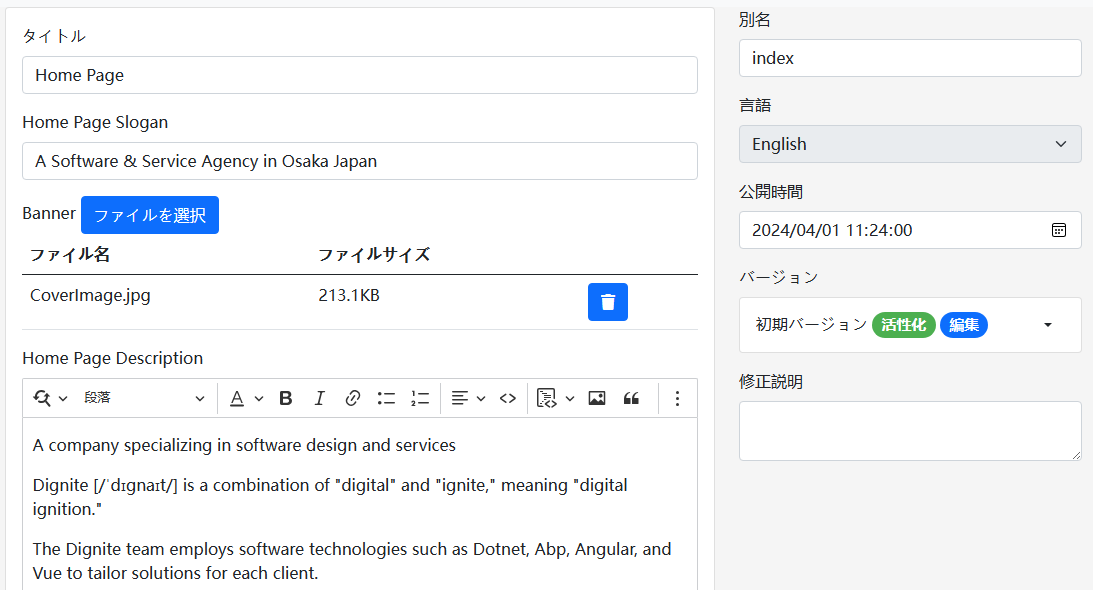 タイトル
Home Page
Home Page Slogan
A Software & Service Agency in Osaka Japan
Banner ファイルを選択
ファイル名 ファイルサイズ
CoverImage.jpg 213.1KB
Home Page Description
段落 A B I
A company specializing in software design and services
Dignite [/ˈdɪgnaɪt/] is a combination of "digital" and "ignite," meaning "digital
ignition."
The Dignite team employs software technologies such as Dotnet, Abp, Angular, and
Vue to tailor solutions for each client.
別名
index
言語
English
公開時間
2024/04/01 11:24:00
バージョン
初期バージョン 活性化 編集
修正説明